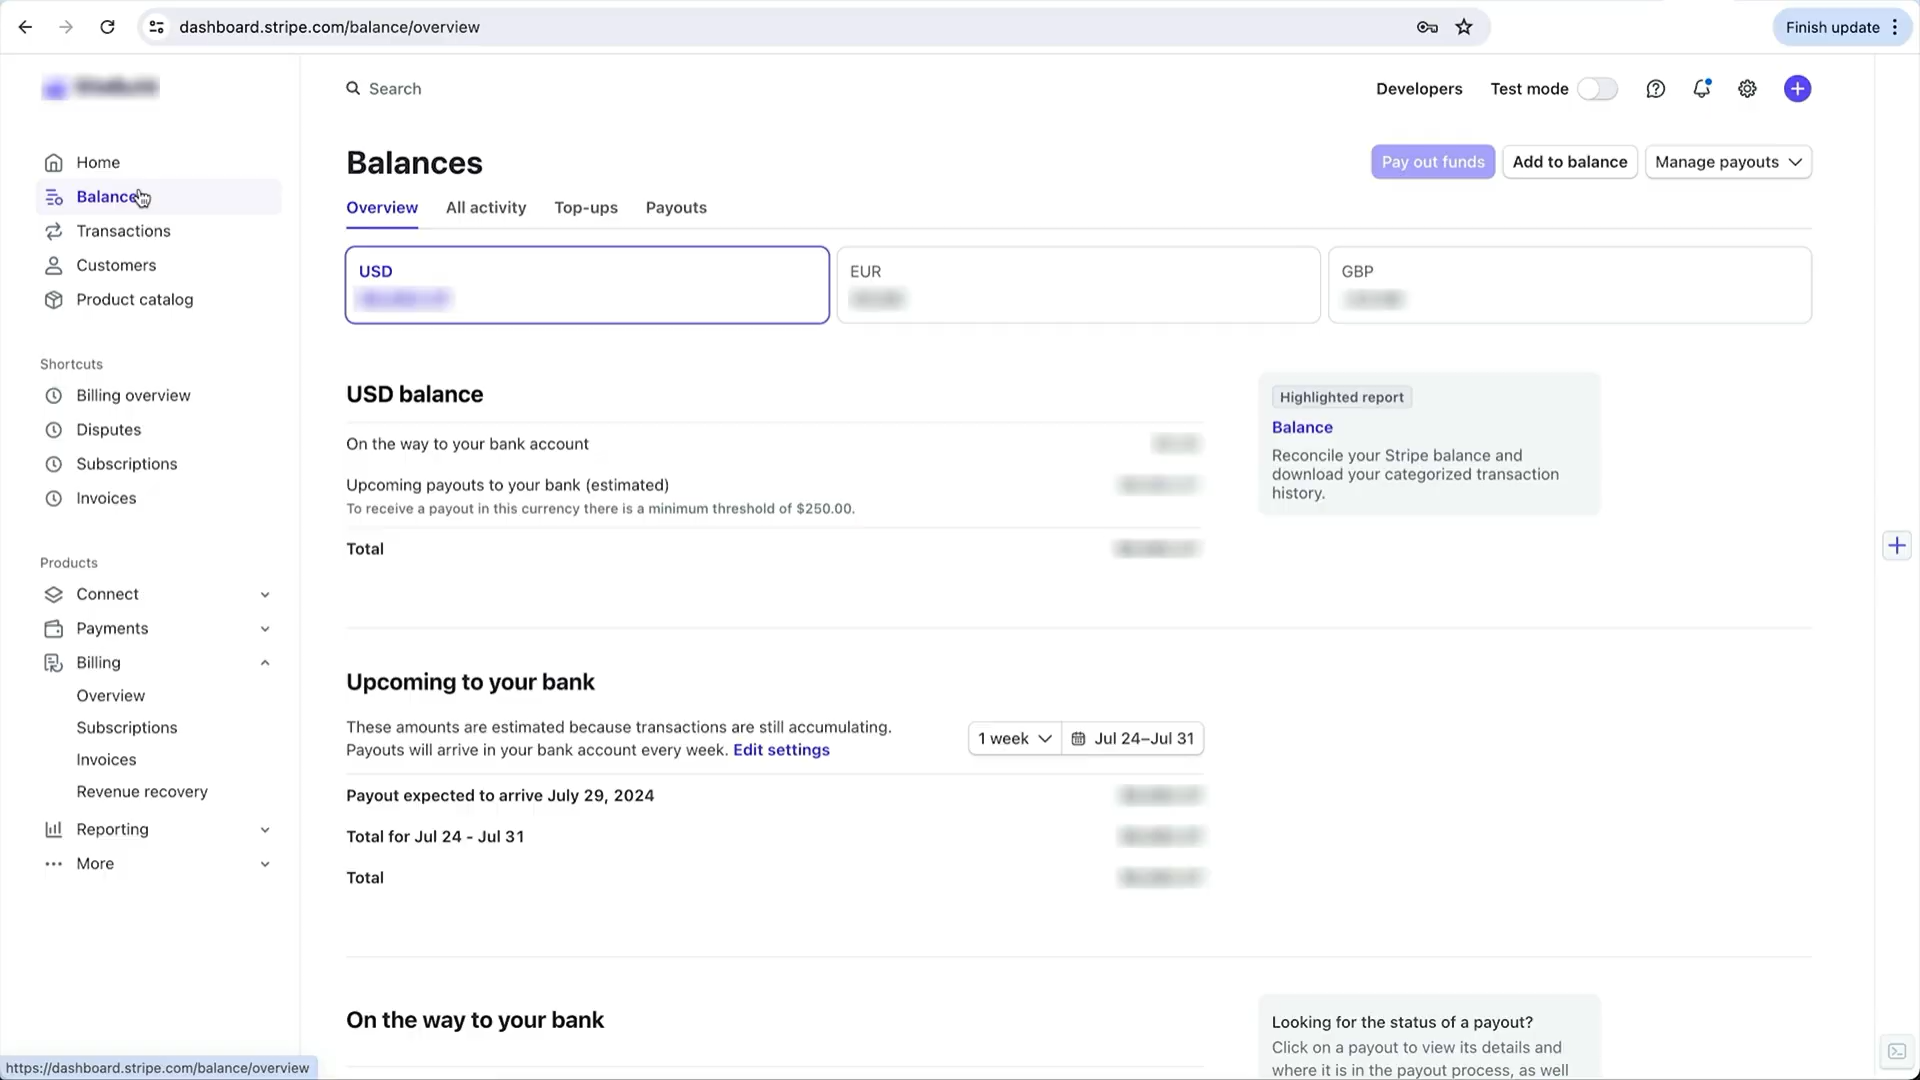 dashboard.stripe.com/balance/overview
Finish update
Search
Developers
Test mode
Home
Balances
Transactions
Customers
Product catalog
Shortcuts
Billing overview
Disputes
Subscriptions
Invoices
Products
Connect
Payments
Billing
Overview
Subscriptions
Invoices
Revenue recovery
Reporting
More
Balances
Pay out funds
Add to balance
Manage payouts
Overview
All activity
Top-ups
Payouts
USD
EUR
GBP
USD balance
On the way to your bank account
Upcoming payouts to your bank (estimated)
To receive a payout in this currency there is a minimum threshold of $250.00.
Total
Highlighted report
Balance
Reconcile your Stripe balance and
download your categorized transaction
history.
Upcoming to your bank
These amounts are estimated because transactions are still accumulating.
Payouts will arrive in your bank account every week. Edit settings
1 week
Jul 24–Jul 31
Payout expected to arrive July 29, 2024
Total for Jul 24 - Jul 31
Total
On the way to your bank
Looking for the status of a payout?
Click on a payout to view its details and
where it is in the payout process, as well
https://dashboard.stripe.com/balance/overview